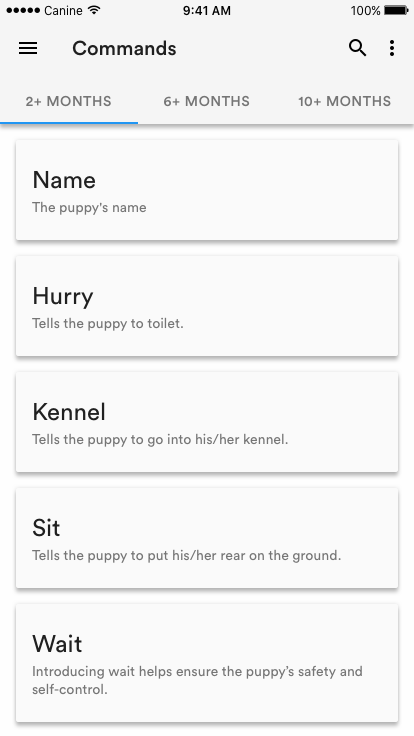 Canine 9:41 AM 100%
Commands
2+ MONTHS 6+ MONTHS 10+ MONTHS
Name
The puppy's name
Hurry
Tells the puppy to toilet.
Kennel
Tells the puppy to go into his/her kennel.
Sit
Tells the puppy to put his/her rear on the ground.
Wait
Introducing wait helps ensure the puppy’s safety and
self-control.